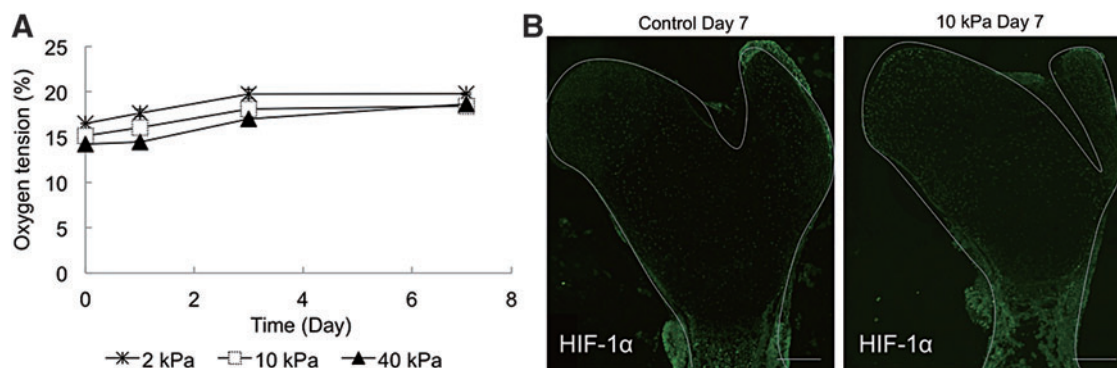 A
25
20
15
10
5
0
Oxygen tension (%)
0 2 4 6 8
Time (Day)
2 kPa 10 kPa 40 kPa
B
Control Day 7
10 kPa Day 7
HIF-1α
HIF-1α